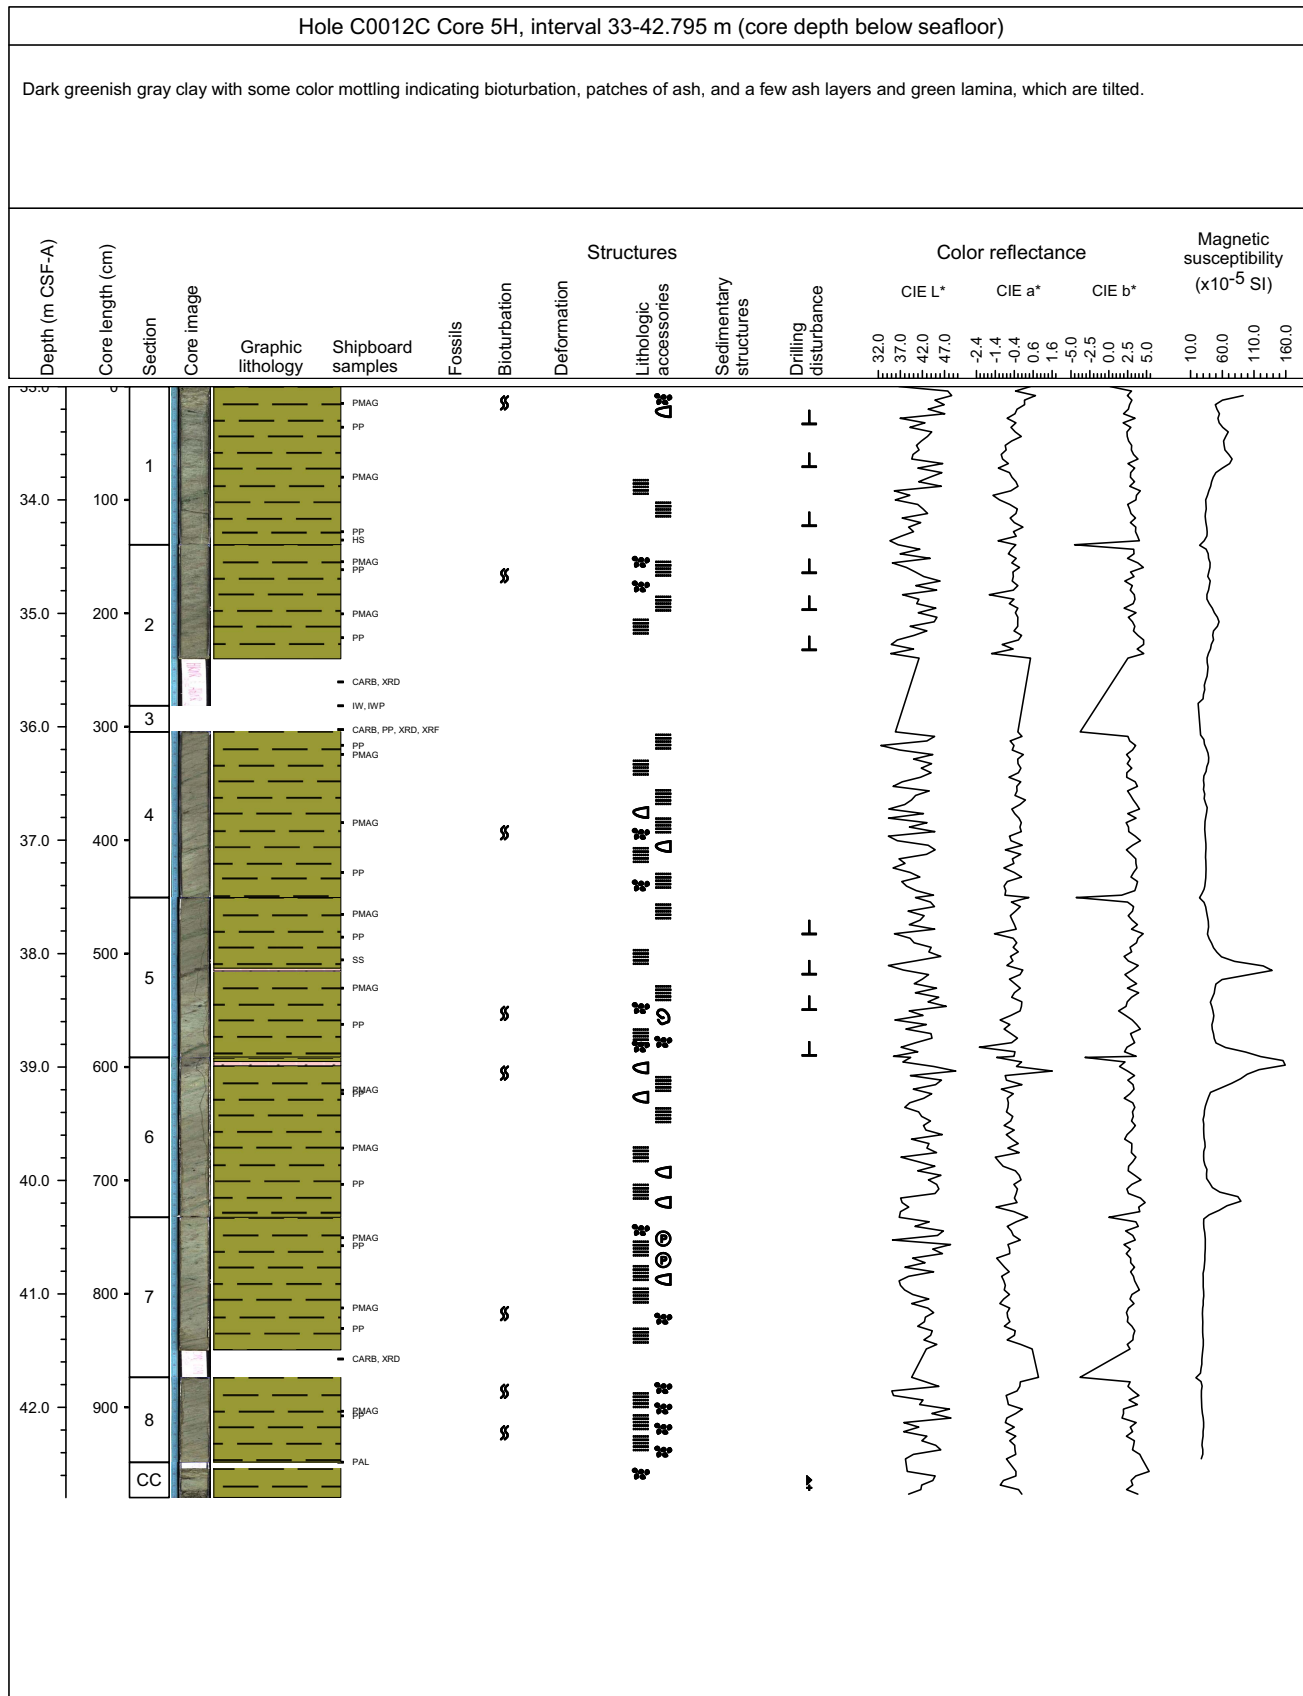 Hole C0012C Core 5H, interval 33-42.795 m (core depth below seafloor)
Dark greenish gray clay with some color mottling indicating bioturbation, patches of ash, and a few ash layers and green lamina, which are tilted.
Depth (m CSF-A)
Core length (cm)
Section
Core image
Graphic
lithology
Shipboard
samples
Fossils
Structures
Bioturbation
Deformation
Lithologic
accessories
Sedimentary
structures
Drilling
disturbance
Color reflectance
CIE L*
CIE a*
CIE b*
Magnetic
susceptibility
(x10-5 SI)
32.0 37.0 42.0 47.0
-2.4 -1.4 -0.4 0.6 1.6
-5.0 -2.5 0.0 2.5 5.0
10.0 60.0 110.0 160.0
33.0 0
PMAG
PP
1
PMAG
34.0 100
PP
HS
PMAG
PP
35.0 200
PMAG
2
PP
CARB, XRD
IW, IWP
3
36.0 300
CARB, PP, XRD, XRF
PP
PMAG
4
PMAG
37.0 400
PP
PMAG
PP
38.0 500
SS
5
PMAG
PP
39.0 600
PMAG
PP
6
PMAG
40.0 700
PP
PMAG
PP
7
41.0 800
PMAG
PP
CARB, XRD
42.0 900
PMAG
PP
8
PAL
CC
P
P